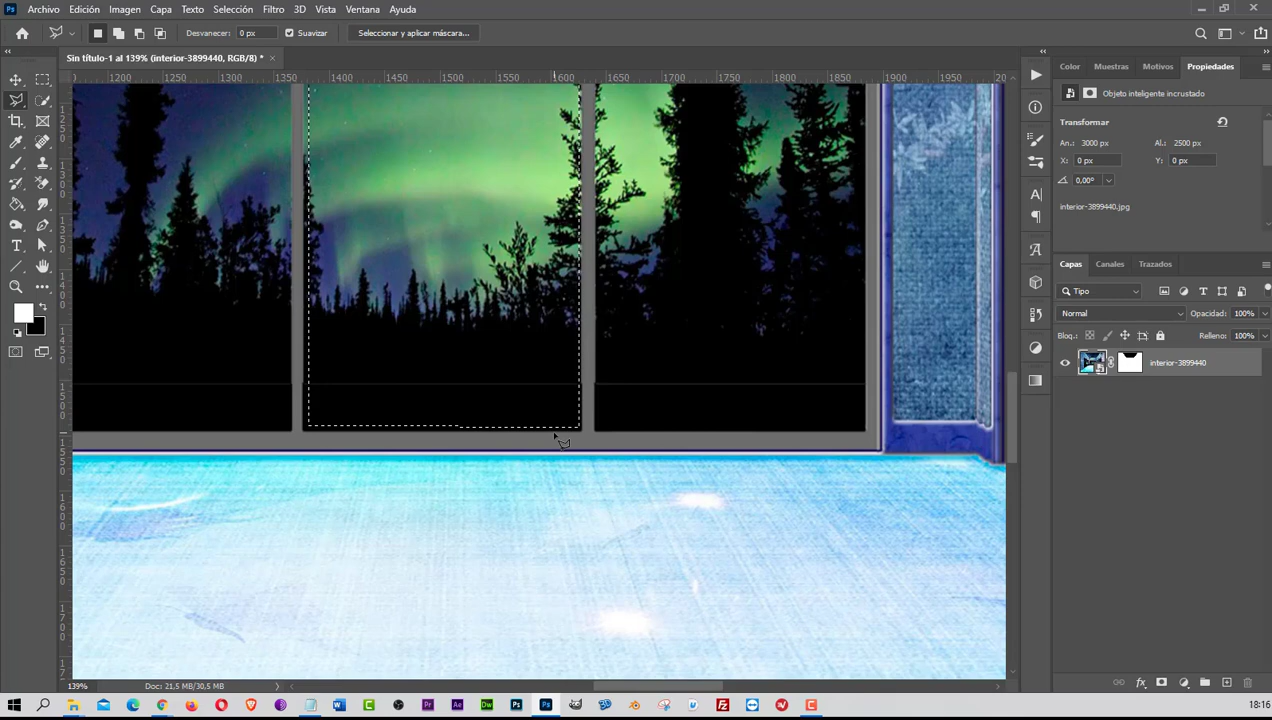 Archivo Edición Imagen Capa Texto Selección Filtro 3D Vista Ventana Ayuda
Desvanecer: 0 px Suavizar Seleccionar y aplicar máscara...
Sin título-1 al 139% (interior-3899440, RGB/8) * ×
1200 1250 1300 1350 1400 1450 1500 1550 1600 1650 1700 1750 1800 1850 1900 1950 20
Color Muestras Motivos Propiedades
Objeto inteligente incrustado
Transformar
An.: 3000 px Al.: 2500 px
X: 0 px Y: 0 px
0,00°
interior-3899440.jpg
Capas Canales Trazados
Tipo
Normal Opacidad: 100%
Bloq.: Relleno: 100%
interior-3899440
139% Doc: 21,5 MB/30,5 MB
18:16